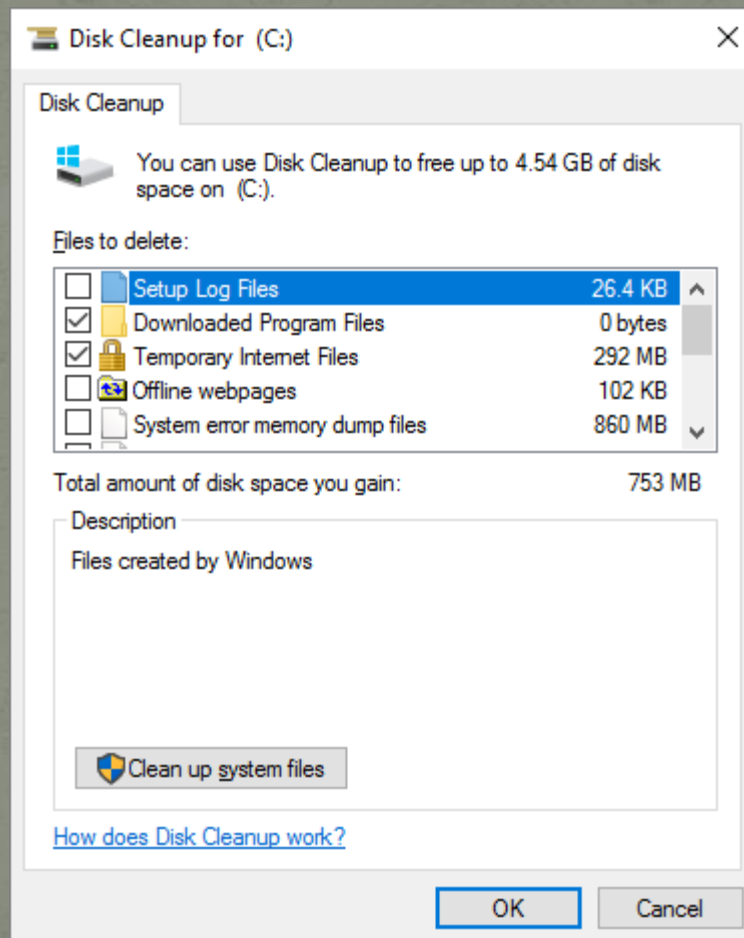 Disk Cleanup for (C:)
Disk Cleanup
You can use Disk Cleanup to free up to 4.54 GB of disk
space on (C:).
Files to delete:
Setup Log Files 26.4 KB
Downloaded Program Files 0 bytes
Temporary Internet Files 292 MB
Offline webpages 102 KB
System error memory dump files 860 MB
Total amount of disk space you gain: 753 MB
Description
Files created by Windows
Clean up system files
How does Disk Cleanup work?
OK Cancel